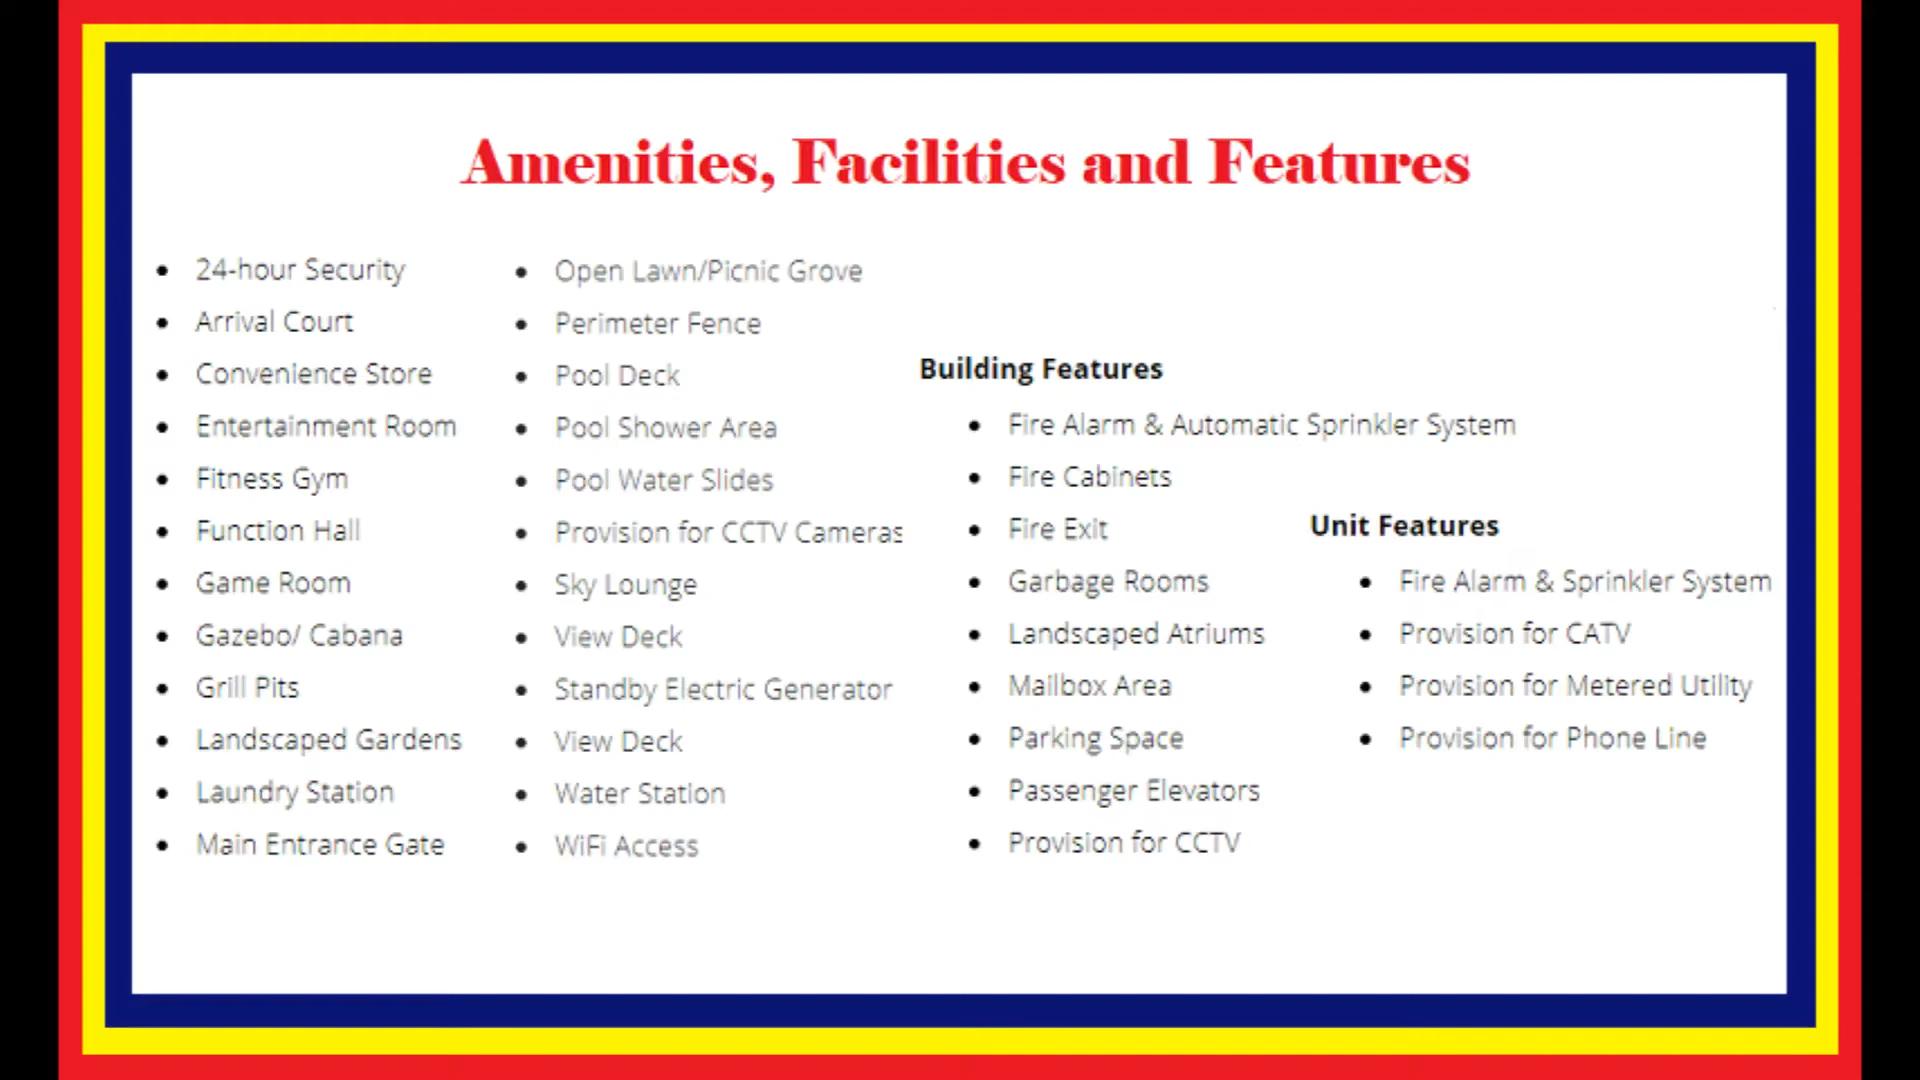 Amenities, Facilities and Features
24-hour Security
Arrival Court
Convenience Store
Entertainment Room
Fitness Gym
Function Hall
Game Room
Gazebo/ Cabana
Grill Pits
Landscaped Gardens
Laundry Station
Main Entrance Gate
Open Lawn/Picnic Grove
Perimeter Fence
Pool Deck
Pool Shower Area
Pool Water Slides
Provision for CCTV Cameras
Sky Lounge
View Deck
Standby Electric Generator
View Deck
Water Station
WiFi Access
Building Features
Fire Alarm & Automatic Sprinkler System
Fire Cabinets
Fire Exit
Garbage Rooms
Landscaped Atriums
Mailbox Area
Parking Space
Passenger Elevators
Provision for CCTV
Unit Features
Fire Alarm & Sprinkler System
Provision for CATV
Provision for Metered Utility
Provision for Phone Line